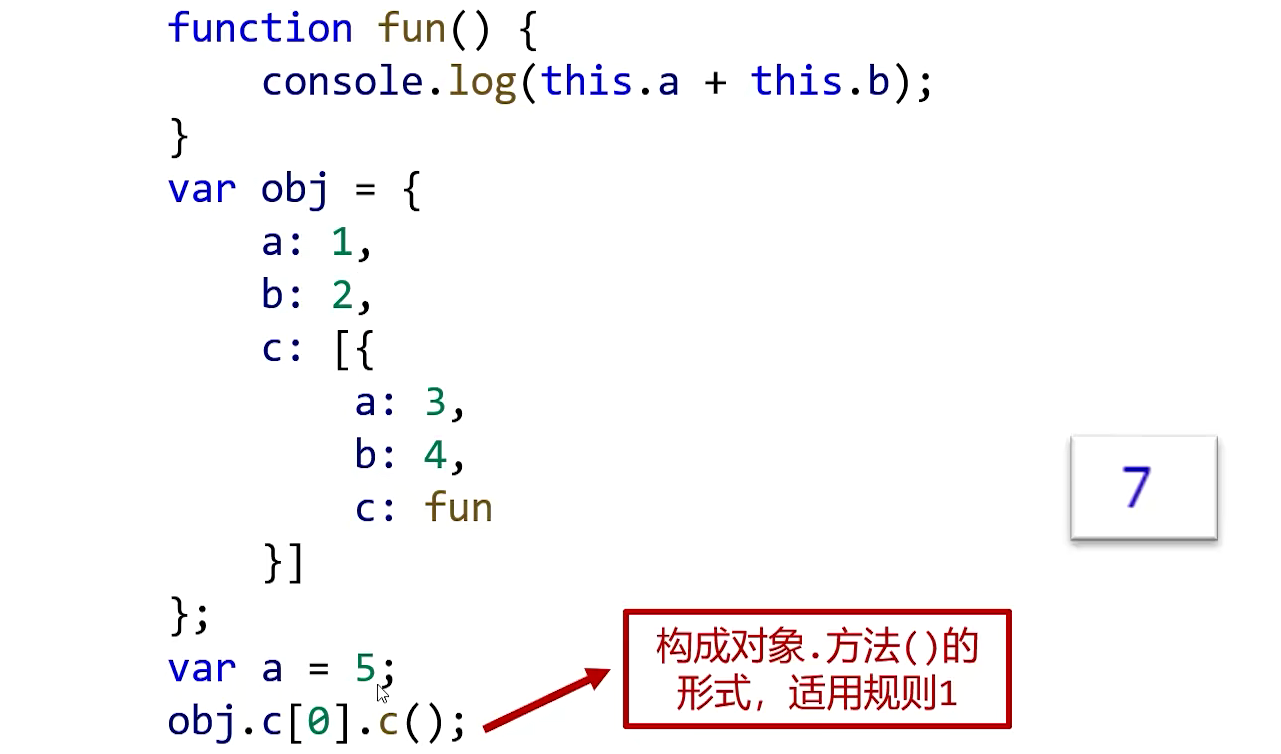 function fun() {
    console.log(this.a + this.b);
}
var obj = {
    a: 1,
    b: 2,
    c: [{
        a: 3,
        b: 4,
        c: fun
    }]
};
var a = 5;
obj.c[0].c();
7
构成对象.方法()的
形式，适用规则1